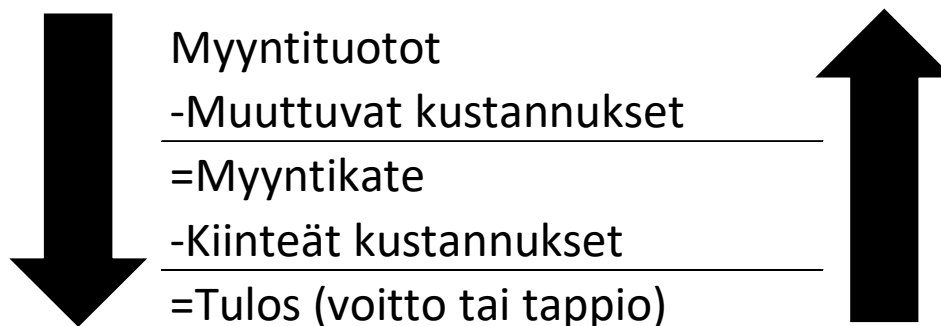 Myyntituotot
-Muuttuvat kustannukset
=Myyntikate
-Kiinteät kustannukset
=Tulos (voitto tai tappio)